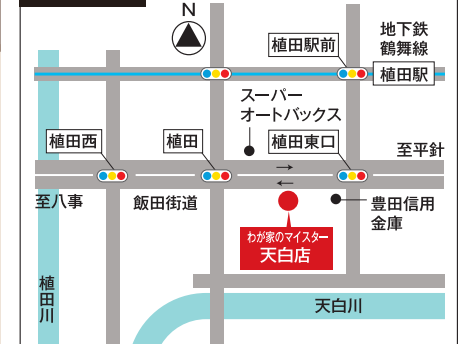 N
地下鉄
鶴舞線
植田駅前
植田駅
スーパー
オートバックス
植田西
植田
植田東口
至平針
→
←
至八事
飯田街道
豊田信用
金庫
わが家のマイスター
天白店
植田川
天白川